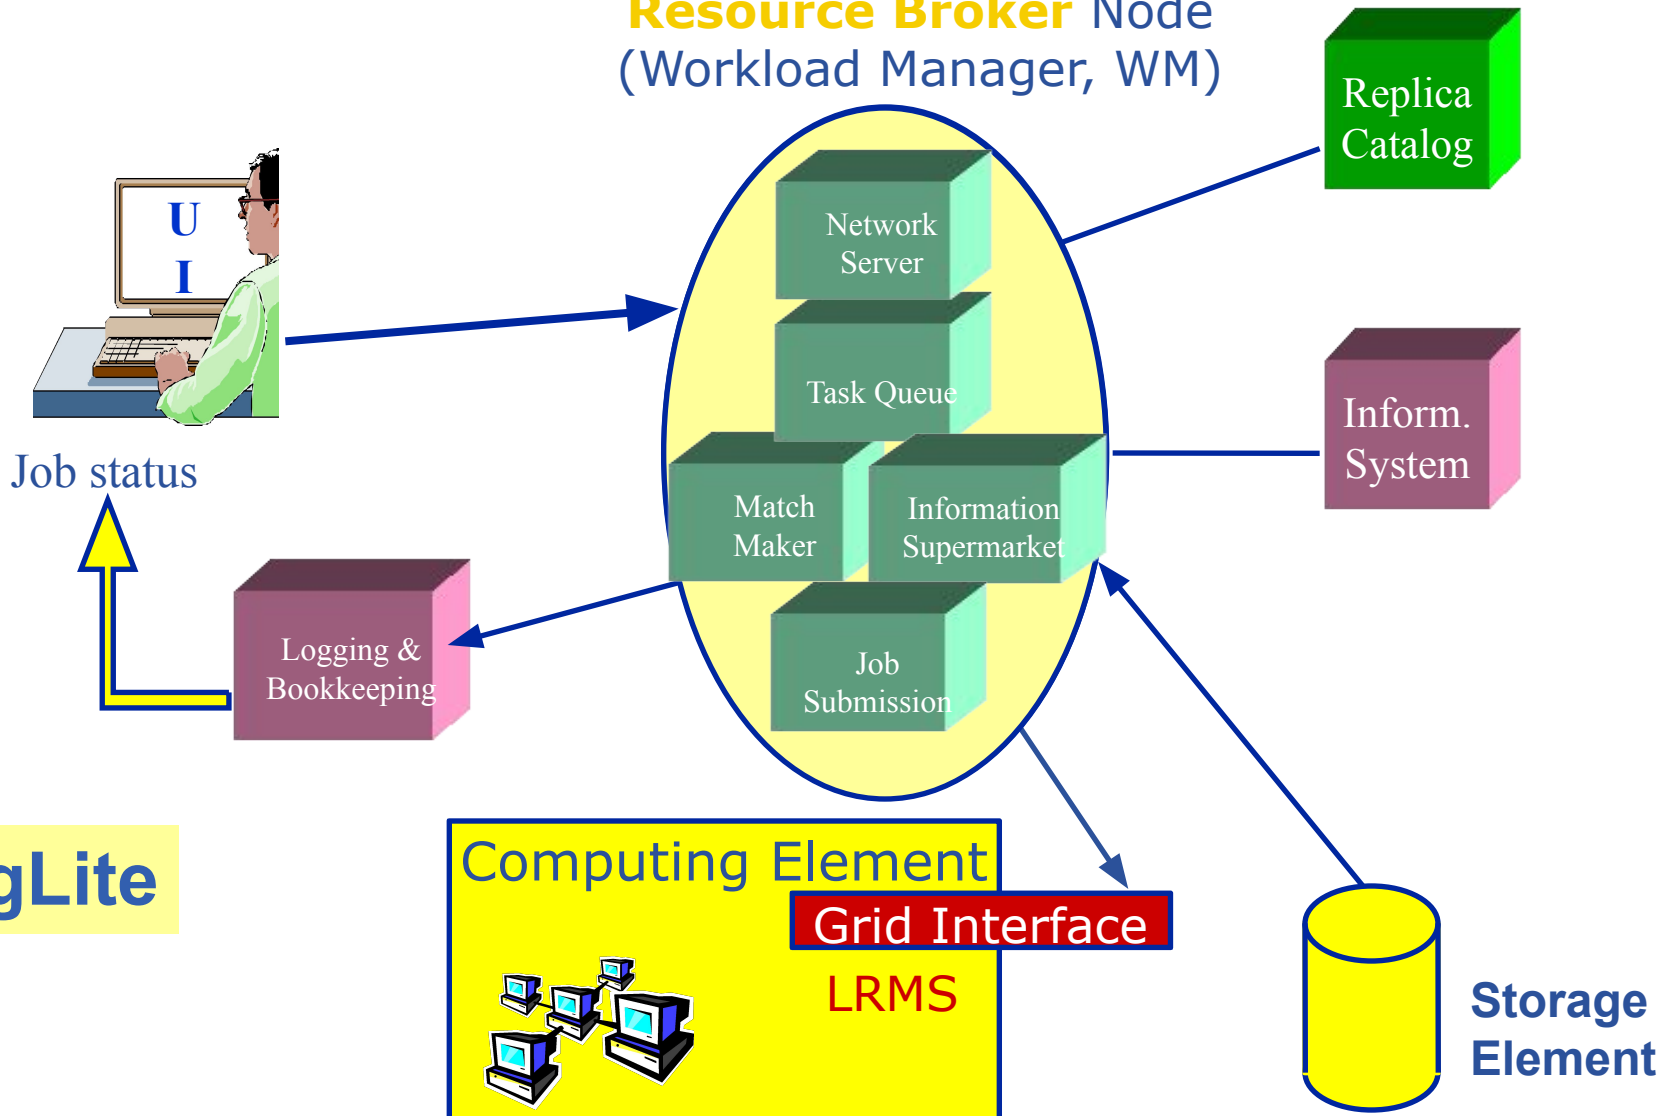 Resource Broker Node
(Workload Manager, WM)
Replica
Catalog
U
I
Network
Server
Task Queue
Inform.
System
Job status
Match
Maker
Information
Supermarket
Logging &
Bookkeeping
Job
Submission
gLite
Computing Element
Grid Interface
LRMS
Storage
Element